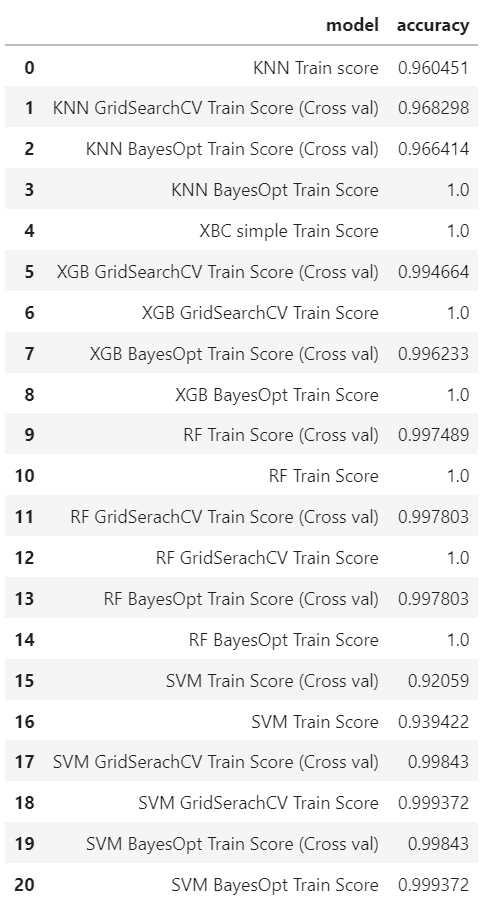 model accuracy
0 KNN Train score 0.960451
1 KNN GridSearchCV Train Score (Cross val) 0.968298
2 KNN BayesOpt Train Score (Cross val) 0.966414
3 KNN BayesOpt Train Score 1.0
4 XBC simple Train Score 1.0
5 XGB GridSearchCV Train Score (Cross val) 0.994664
6 XGB GridSearchCV Train Score 1.0
7 XGB BayesOpt Train Score (Cross val) 0.996233
8 XGB BayesOpt Train Score 1.0
9 RF Train Score (Cross val) 0.997489
10 RF Train Score 1.0
11 RF GridSerachCV Train Score (Cross val) 0.997803
12 RF GridSerachCV Train Score 1.0
13 RF BayesOpt Train Score (Cross val) 0.997803
14 RF BayesOpt Train Score 1.0
15 SVM Train Score (Cross val) 0.92059
16 SVM Train Score 0.939422
17 SVM GridSerachCV Train Score (Cross val) 0.99843
18 SVM GridSerachCV Train Score 0.999372
19 SVM BayesOpt Train Score (Cross val) 0.99843
20 SVM BayesOpt Train Score 0.999372